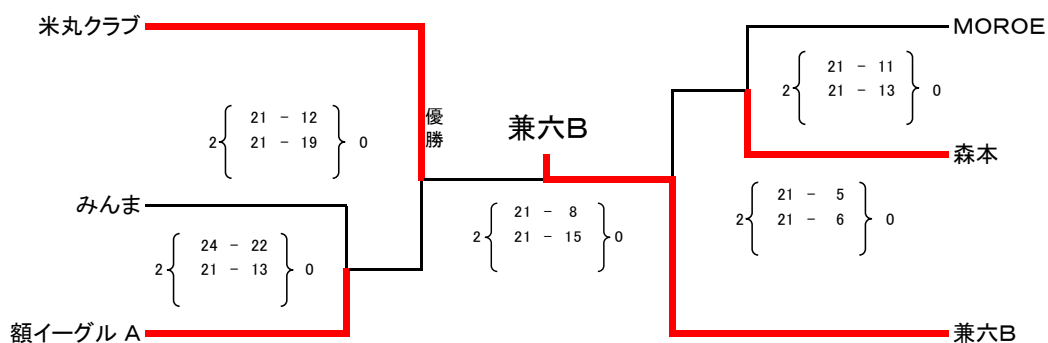 米丸クラブ
MOROE
21 - 11
2 21 - 13 0
21 - 12
2 21 - 19 0
優勝
兼六B
森本
みんま
21 - 5
2 21 - 6 0
21 - 8
2 21 - 15 0
24 - 22
2 21 - 13 0
額イーグル A
兼六B